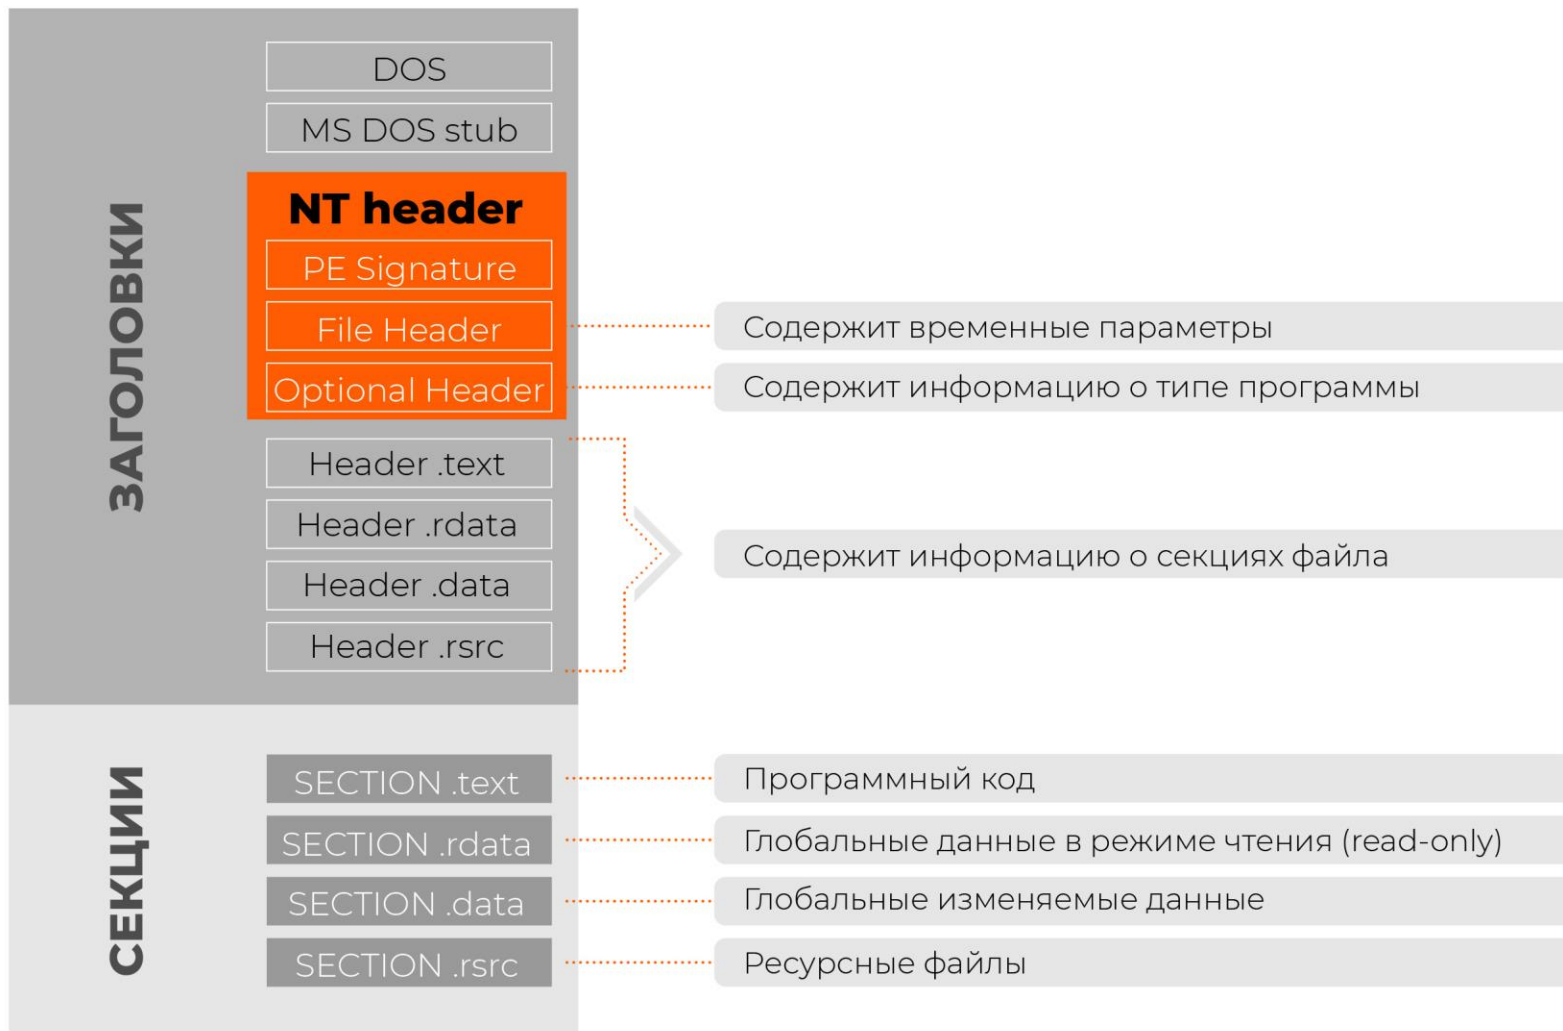 ЗАГОЛОВКИ
DOS
MS DOS stub
NT header
PE Signature
File Header
Содержит временные параметры
Optional Header
Содержит информацию о типе программы
Header .text
Header .rdata
Header .data
Header .rsrc
Содержит информацию о секциях файла
СЕКЦИИ
SECTION .text
Программный код
SECTION .rdata
Глобальные данные в режиме чтения (read-only)
SECTION .data
Глобальные изменяемые данные
SECTION .rsrc
Ресурсные файлы